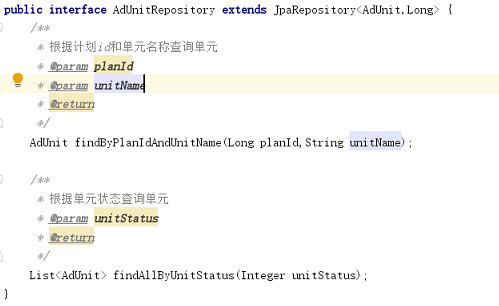 public interface AdUnitRepository extends JpaRepository<AdUnit,Long> {
/**
* 根据计划id和单元名称查询单元
* @param planId
* @param unitName
* @return
*/
AdUnit findByPlanIdAndUnitName(Long planId,String unitName);
/**
* 根据单元状态查询单元
* @param unitStatus
* @return
*/
List<AdUnit> findAllByUnitStatus(Integer unitStatus);
}